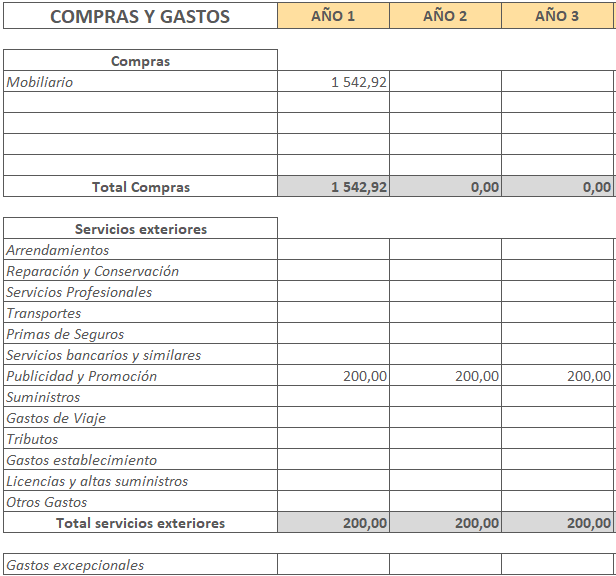 COMPRAS Y GASTOS AÑO 1 AÑO 2 AÑO 3
Compras
Mobiliario 1 542,92
Total Compras 1 542,92 0,00 0,00
Servicios exteriores
Arrendamientos
Reparación y Conservación
Servicios Profesionales
Transportes
Primas de Seguros
Servicios bancarios y similares
Publicidad y Promoción 200,00 200,00 200,00
Suministros
Gastos de Viaje
Tributos
Gastos establecimiento
Licencias y altas suministros
Otros Gastos
Total servicios exteriores 200,00 200,00 200,00
Gastos excepcionales